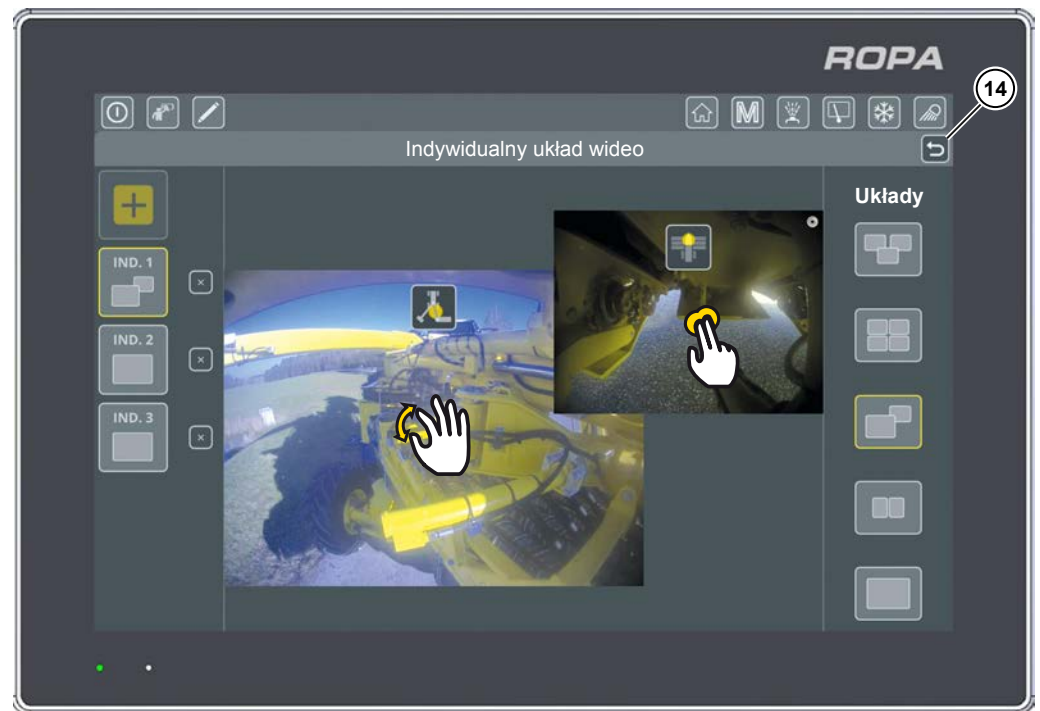 ROPA
14
M
Indywidualny układ wideo
Układy
IND. 1
IND. 2
IND. 3